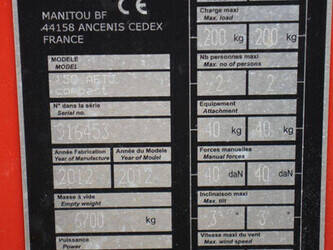 MANITOU BF
44158 ANCENIS CEDEX
FRANCE
CE
MODELE
MODEL
compact
N° dans la série
Serial no.
916453
Année Fabrication
Year of Manufacture
Année du Modèle
Year of Model
2012
2012
Masse à vide
Empty weight
kg
Puissance
Power
Charge maxi
Max. load
200 kg
200 kg
Nb personnes maxi
Max. no of persons
2
2
Equipement
Attachment
40 kg
40 kg
Forces manuelles
Manual forces
40 daN
40 daN
Inclinaison maxi
Max. tilt
3°
3°
Vitesse maxi du vent
Max. wind speed